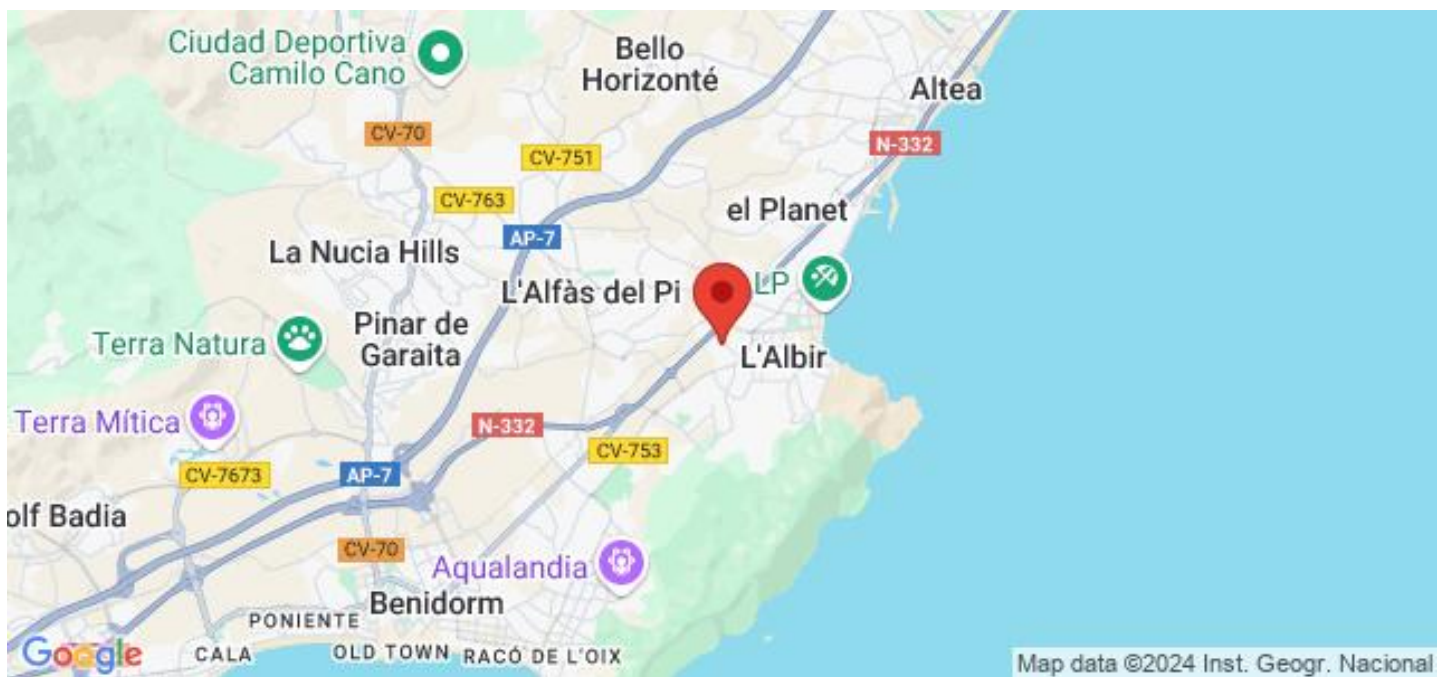 Ciudad Deportiva
Camilo Cano
Bello
Horizonté
Altea
CV-70
CV-751
N-332
CV-763
el Planet
AP-7
La Nucia Hills
L'Alfàs del Pi
LP
Terra Natura
Pinar de
Garaita
L'Albir
Terra Mítica
N-332
CV-753
CV-7673
AP-7
olf Badia
CV-70
Aqualandia
Benidorm
PONIENTE
CALA
OLD TOWN
RACÓ DE L'OIX
Google
Map data ©2024 Inst. Geogr. Nacional